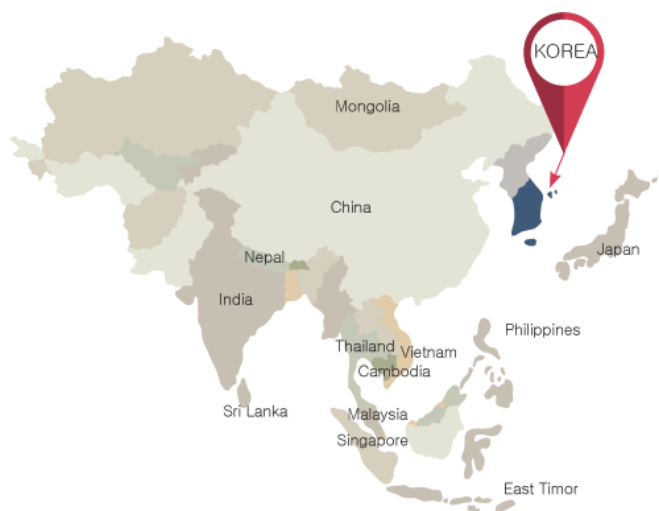 KOREA
Mongolia
China
Japan
Nepal
India
Philippines
Thailand
Vietnam
Cambodia
Sri Lanka
Malaysia
Singapore
East Timor